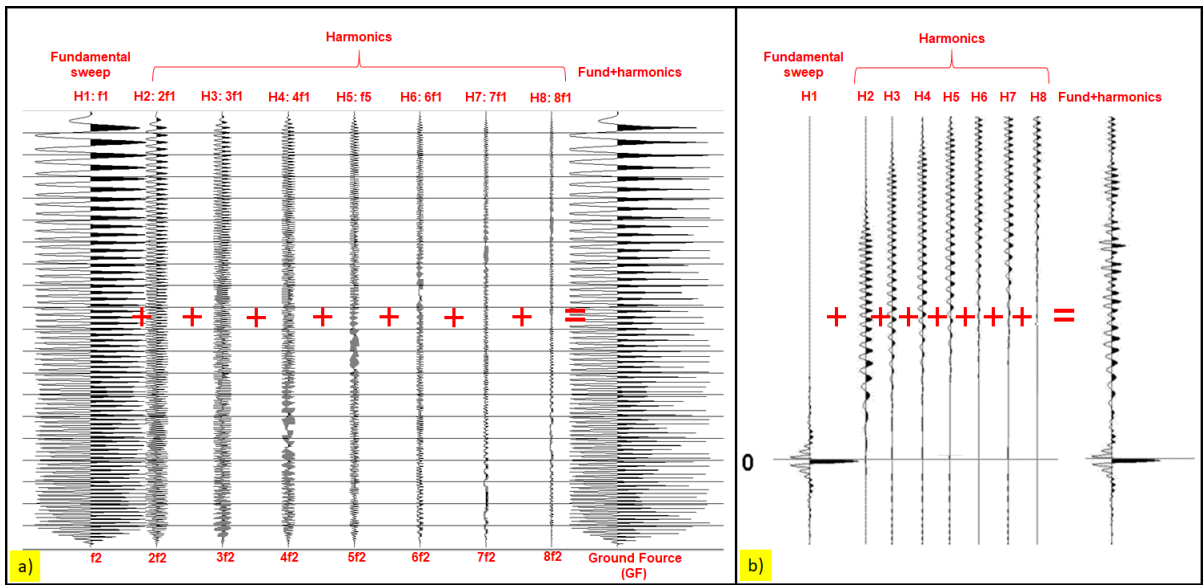 Harmonics
Fundamental
sweep
Fund+harmonics
H1: f1 H2: 2f1 H3: 3f1 H4: 4f1 H5: f5 H6: 6f1 H7: 7f1 H8: 8f1
+ + + + + + + =
f2 2f2 3f2 4f2 5f2 6f2 7f2 8f2 Ground Fource
(GF)
a)
Harmonics
Fundamental
sweep
H1 H2 H3 H4 H5 H6 H7 H8 Fund+harmonics
+ + + + + + + =
0
b)